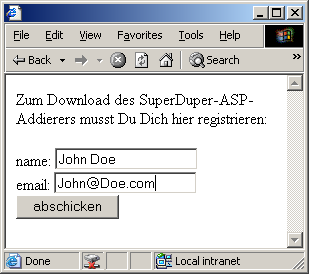 File Edit View Favorites Tools Help
Back Search »
Zum Download des SuperDuper-ASP-
Addierers musst Du Dich hier registrieren:
name: John Doe
email: John@Doe.com
abschicken
Done Local intranet